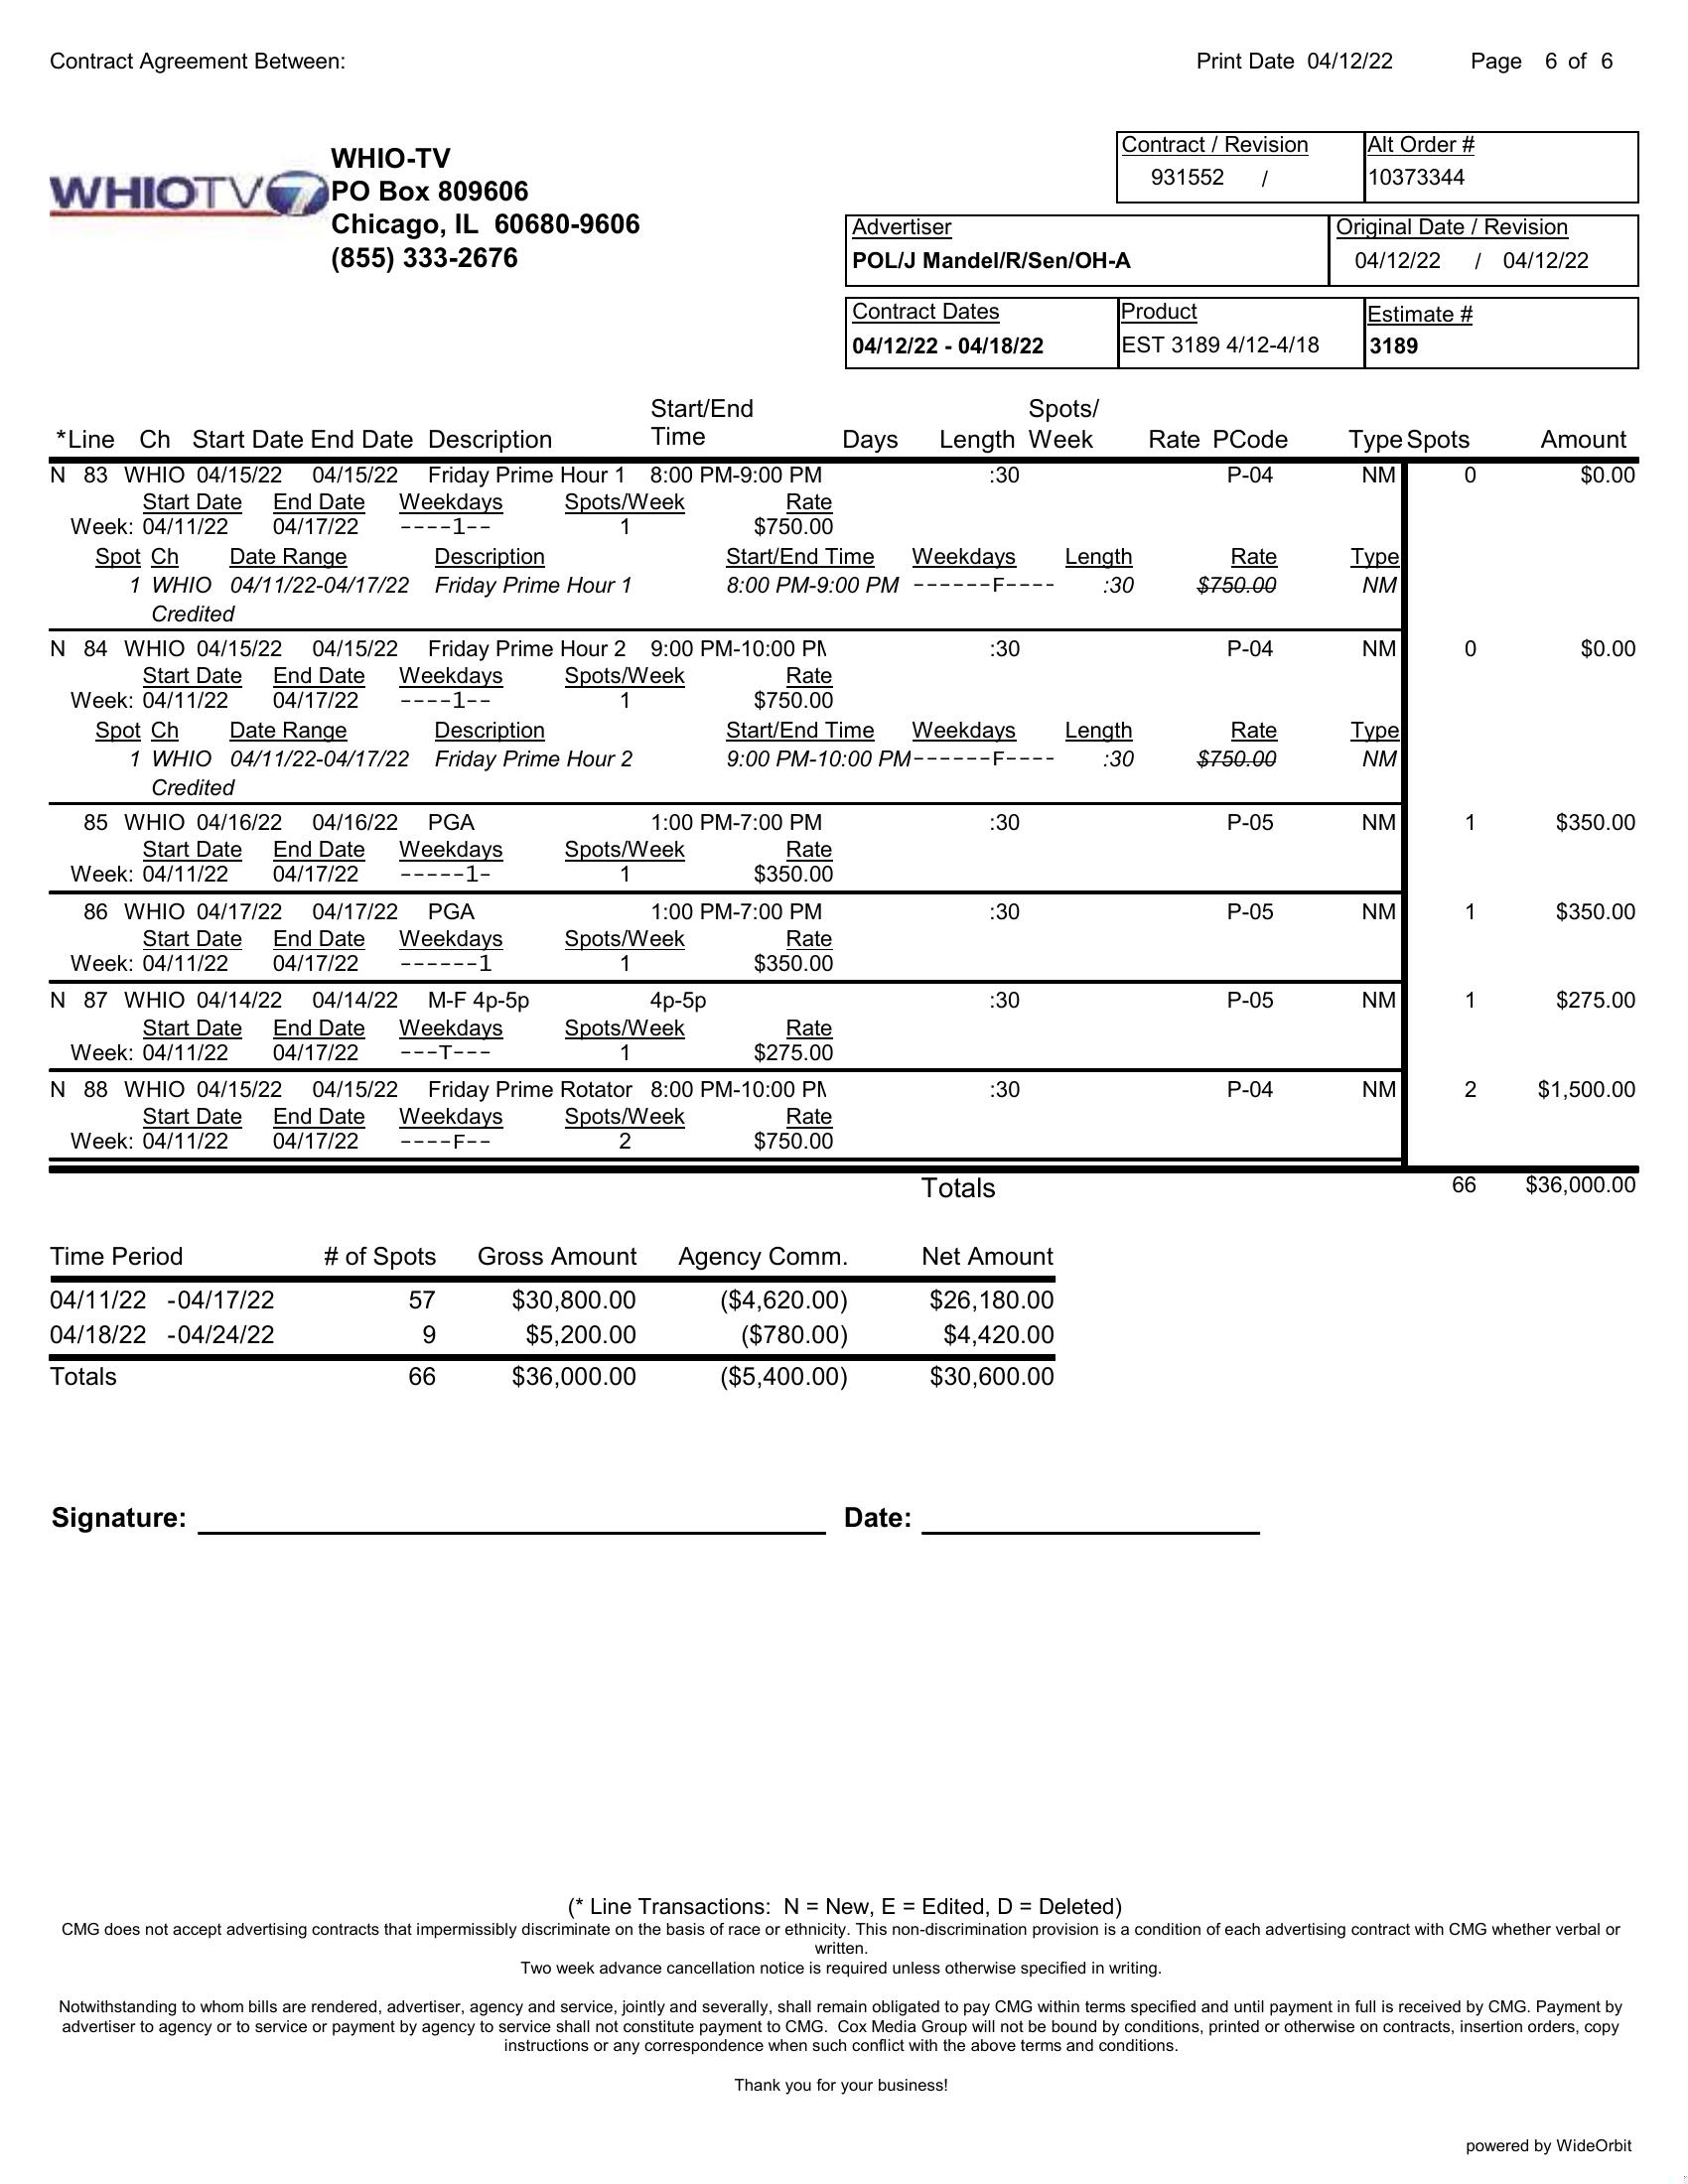 Contract Agreement Between: Print Date 04/12/22 Page 6 of 6
WHIOTV7
WHIO-TV
PO Box 809606
Chicago, IL 60680-9606
(855) 333-2676
Contract / Revision Alt Order #
931552 / 10373344
Advertiser Original Date / Revision
POL/J Mandel/R/Sen/OH-A 04/12/22 / 04/12/22
Contract Dates Product Estimate #
04/12/22 - 04/18/22 EST 3189 4/12-4/18 3189
*Line Ch Start Date End Date Description Start/End Time Days Length Spots/Week Rate PCode Type Spots Amount
N 83 WHIO 04/15/22 04/15/22 Friday Prime Hour 1 8:00 PM-9:00 PM :30 P-04 NM 0 $0.00
Start Date End Date Weekdays Spots/Week Rate
Week: 04/11/22 04/17/22 ----1-- 1 $750.00
Spot Ch Date Range Description Start/End Time Weekdays Length Rate Type
1 WHIO 04/11/22-04/17/22 Friday Prime Hour 1 8:00 PM-9:00 PM ------F---- :30 $750.00 NM
Credited
N 84 WHIO 04/15/22 04/15/22 Friday Prime Hour 2 9:00 PM-10:00 PM :30 P-04 NM 0 $0.00
Start Date End Date Weekdays Spots/Week Rate
Week: 04/11/22 04/17/22 ----1-- 1 $750.00
Spot Ch Date Range Description Start/End Time Weekdays Length Rate Type
1 WHIO 04/11/22-04/17/22 Friday Prime Hour 2 9:00 PM-10:00 PM ------F---- :30 $750.00 NM
Credited
85 WHIO 04/16/22 04/16/22 PGA 1:00 PM-7:00 PM :30 P-05 NM 1 $350.00
Start Date End Date Weekdays Spots/Week Rate
Week: 04/11/22 04/17/22 -----1- 1 $350.00
86 WHIO 04/17/22 04/17/22 PGA 1:00 PM-7:00 PM :30 P-05 NM 1 $350.00
Start Date End Date Weekdays Spots/Week Rate
Week: 04/11/22 04/17/22 ------1 1 $350.00
N 87 WHIO 04/14/22 04/14/22 M-F 4p-5p 4p-5p :30 P-05 NM 1 $275.00
Start Date End Date Weekdays Spots/Week Rate
Week: 04/11/22 04/17/22 ---T--- 1 $275.00
N 88 WHIO 04/15/22 04/15/22 Friday Prime Rotator 8:00 PM-10:00 PM :30 P-04 NM 2 $1,500.00
Start Date End Date Weekdays Spots/Week Rate
Week: 04/11/22 04/17/22 ----F-- 2 $750.00
Totals 66 $36,000.00
Time Period # of Spots Gross Amount Agency Comm. Net Amount
04/11/22 -04/17/22 57 $30,800.00 ($4,620.00) $26,180.00
04/18/22 -04/24/22 9 $5,200.00 ($780.00) $4,420.00
Totals 66 $36,000.00 ($5,400.00) $30,600.00
Signature: Date:
(* Line Transactions: N = New, E = Edited, D = Deleted)
CMG does not accept advertising contracts that impermissibly discriminate on the basis of race or ethnicity. This non-discrimination provision is a condition of each advertising contract with CMG whether verbal or
written.
Two week advance cancellation notice is required unless otherwise specified in writing.
Notwithstanding to whom bills are rendered, advertiser, agency and service, jointly and severally, shall remain obligated to pay CMG within terms specified and until payment in full is received by CMG. Payment by
advertiser to agency or to service or payment by agency to service shall not constitute payment to CMG. Cox Media Group will not be bound by conditions, printed or otherwise on contracts, insertion orders, copy
instructions or any correspondence when such conflict with the above terms and conditions.
Thank you for your business!
powered by WideOrbit